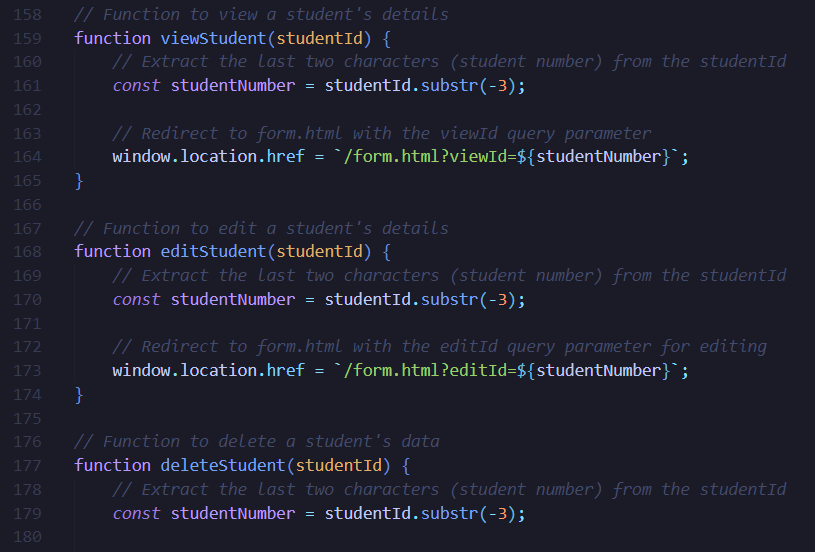 158 // Function to view a student's details
159 function viewStudent(studentId) {
160 // Extract the last two characters (student number) from the studentId
161 const studentNumber = studentId.substr(-3);
162
163 // Redirect to form.html with the viewId query parameter
164 window.location.href = `/form.html?viewId=${studentNumber}`;
165 }
166
167 // Function to edit a student's details
168 function editStudent(studentId) {
169 // Extract the last two characters (student number) from the studentId
170 const studentNumber = studentId.substr(-3);
171
172 // Redirect to form.html with the editId query parameter for editing
173 window.location.href = `/form.html?editId=${studentNumber}`;
174 }
175
176 // Function to delete a student's data
177 function deleteStudent(studentId) {
178 // Extract the last two characters (student number) from the studentId
179 const studentNumber = studentId.substr(-3);
180